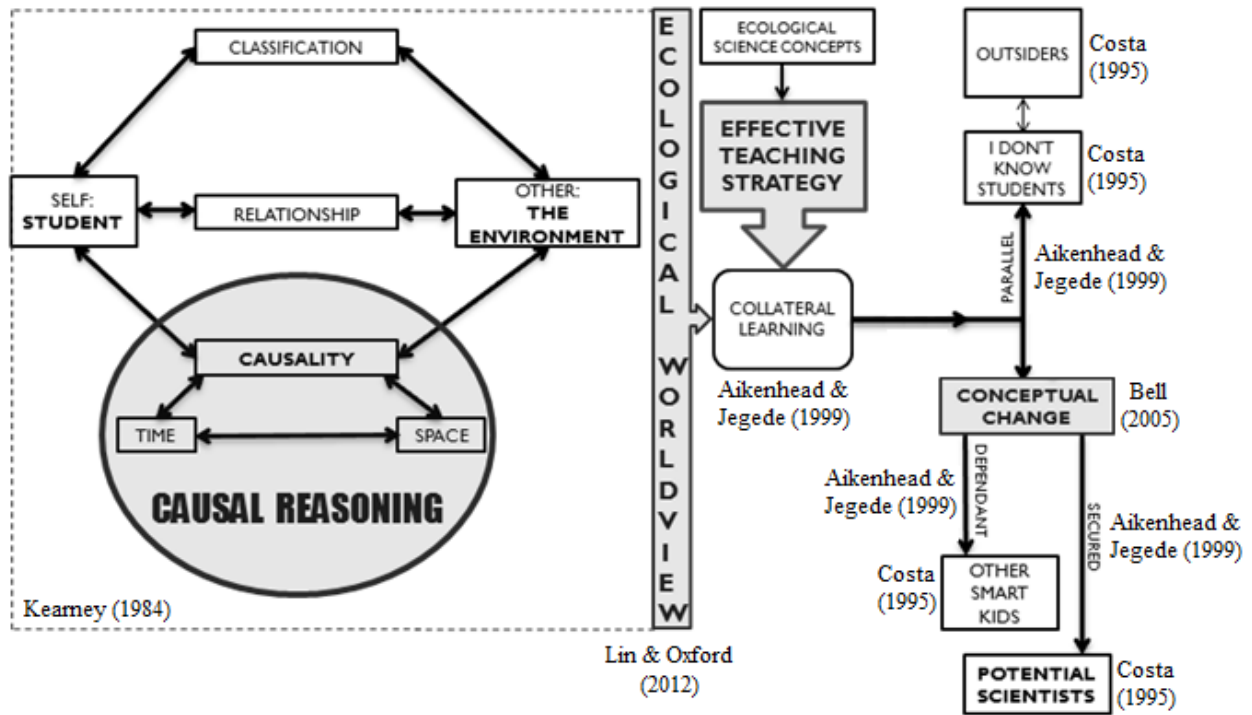 CLASSIFICATION
SELF:
STUDENT
RELATIONSHIP
OTHER:
THE
ENVIRONMENT
CAUSALITY
TIME
SPACE
CAUSAL REASONING
Kearney (1984)
ECOLOGICAL WORLDVIEW
Lin & Oxford
(2012)
ECOLOGICAL
SCIENCE CONCEPTS
EFFECTIVE
TEACHING
STRATEGY
COLLATERAL
LEARNING
Aikenhead &
Jegede (1999)
OUTSIDERS
Costa
(1995)
I DON'T
KNOW
STUDENTS
Costa
(1995)
PARALLEL
Aikenhead &
Jegede (1999)
CONCEPTUAL
CHANGE
Bell
(2005)
Aikenhead &
Jegede (1999)
DEPENDANT
SECURED
Aikenhead &
Jegede (1999)
Costa
(1995)
OTHER
SMART
KIDS
POTENTIAL
SCIENTISTS
Costa
(1995)